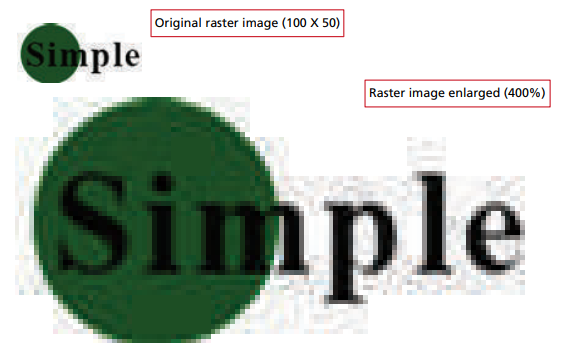 Original raster image (100 X 50)
Simple
Raster image enlarged (400%)
Simple